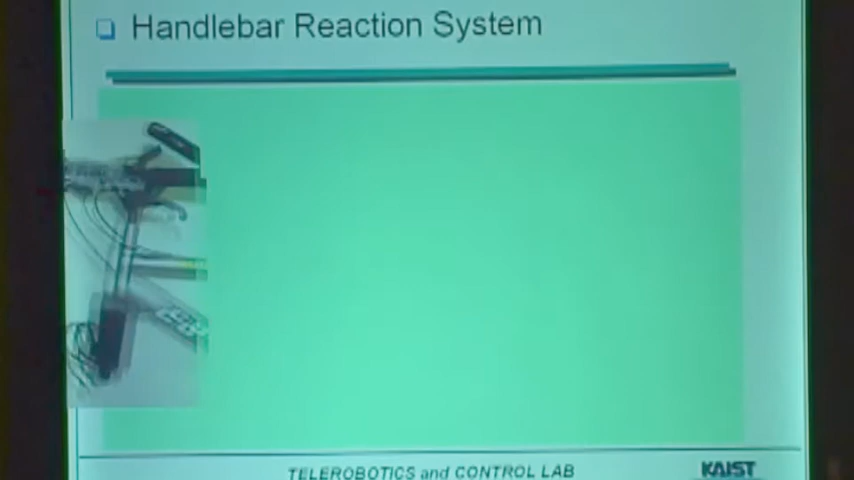 Handlebar Reaction System
TELEROBOTICS and CONTROL LAB
KAIST